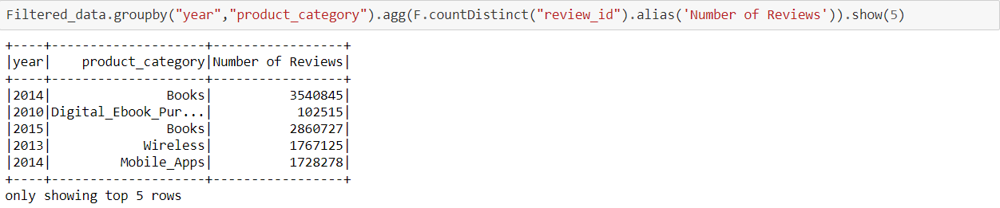 Filtered_data.groupby("year","product_category").agg(F.countDistinct("review_id").alias('Number of Reviews')).show(5)
+----+--------------------+-----------------+
|year|    product_category|Number of Reviews|
+----+--------------------+-----------------+
|2014|               Books|          3540845|
|2010|Digital_Ebook_Pur...|           102515|
|2015|               Books|          2860727|
|2013|            Wireless|          1767125|
|2014|         Mobile_Apps|          1728278|
+----+--------------------+-----------------+
only showing top 5 rows